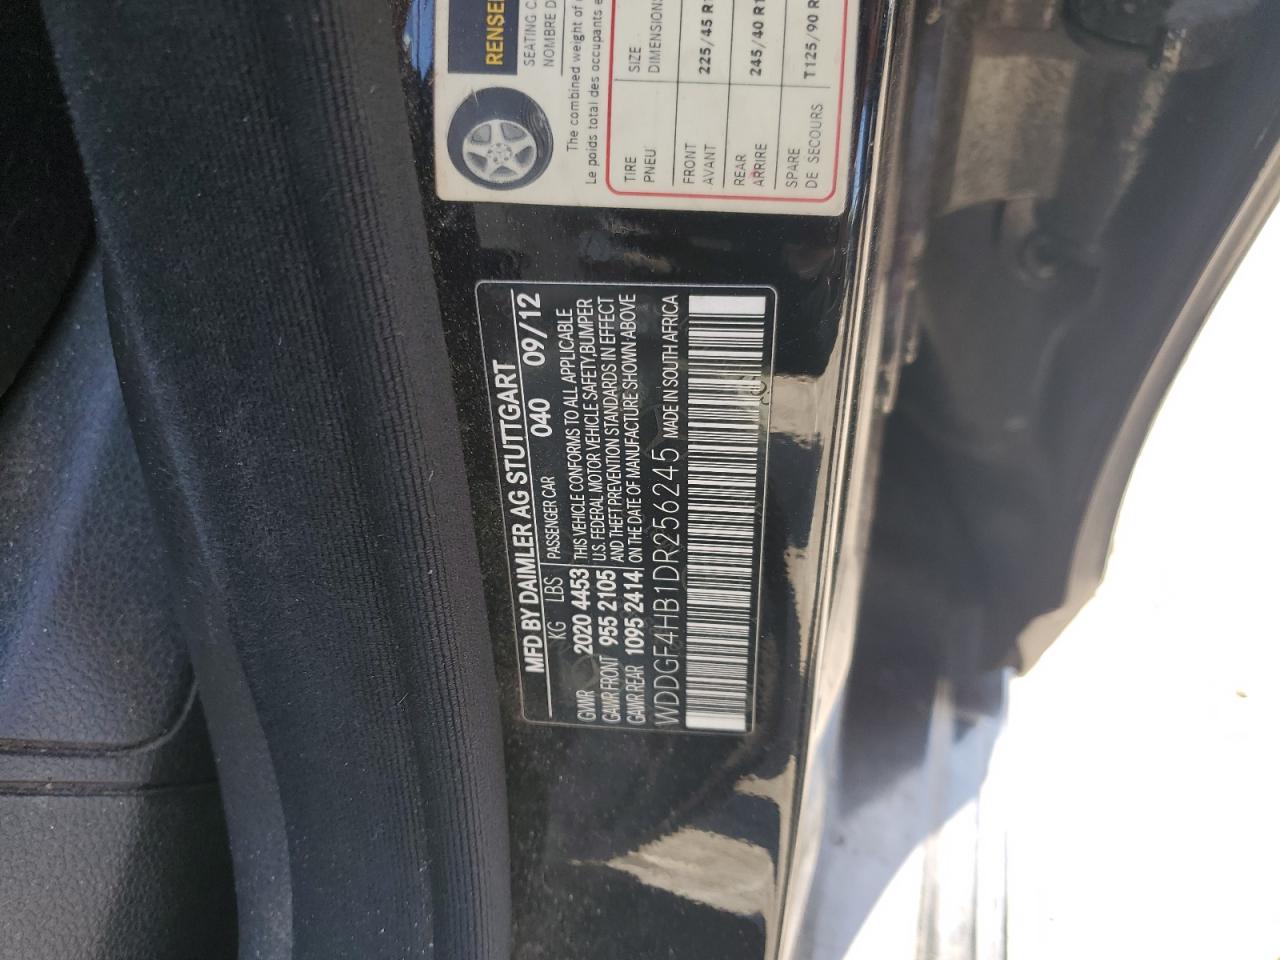 RENSE
SEATING CA
NOMBRE D
The combined weight of
Le poids total des occupants e
TIRE SIZE
PNEU DIMENSIONS
FRONT 225/45 R1
AVANT
REAR 245/40 R1
ARRIRE
SPARE T125/90 R
DE SECOURS
MFD BY DAIMLER AG STUTTGART
KG LBS PASSENGER CAR 040 09/12
GVWR 2020 4453 THIS VEHICLE CONFORMS TO ALL APPLICABLE
GAWR FRONT 955 2105 U.S. FEDERAL MOTOR VEHICLE SAFETY,BUMPER
AND THEFT PREVENTION STANDARDS IN EFFECT
GAWR REAR 1095 2414 ON THE DATE OF MANUFACTURE SHOWN ABOVE
WDDGF4HB1DR256245 MADE IN SOUTH AFRICA